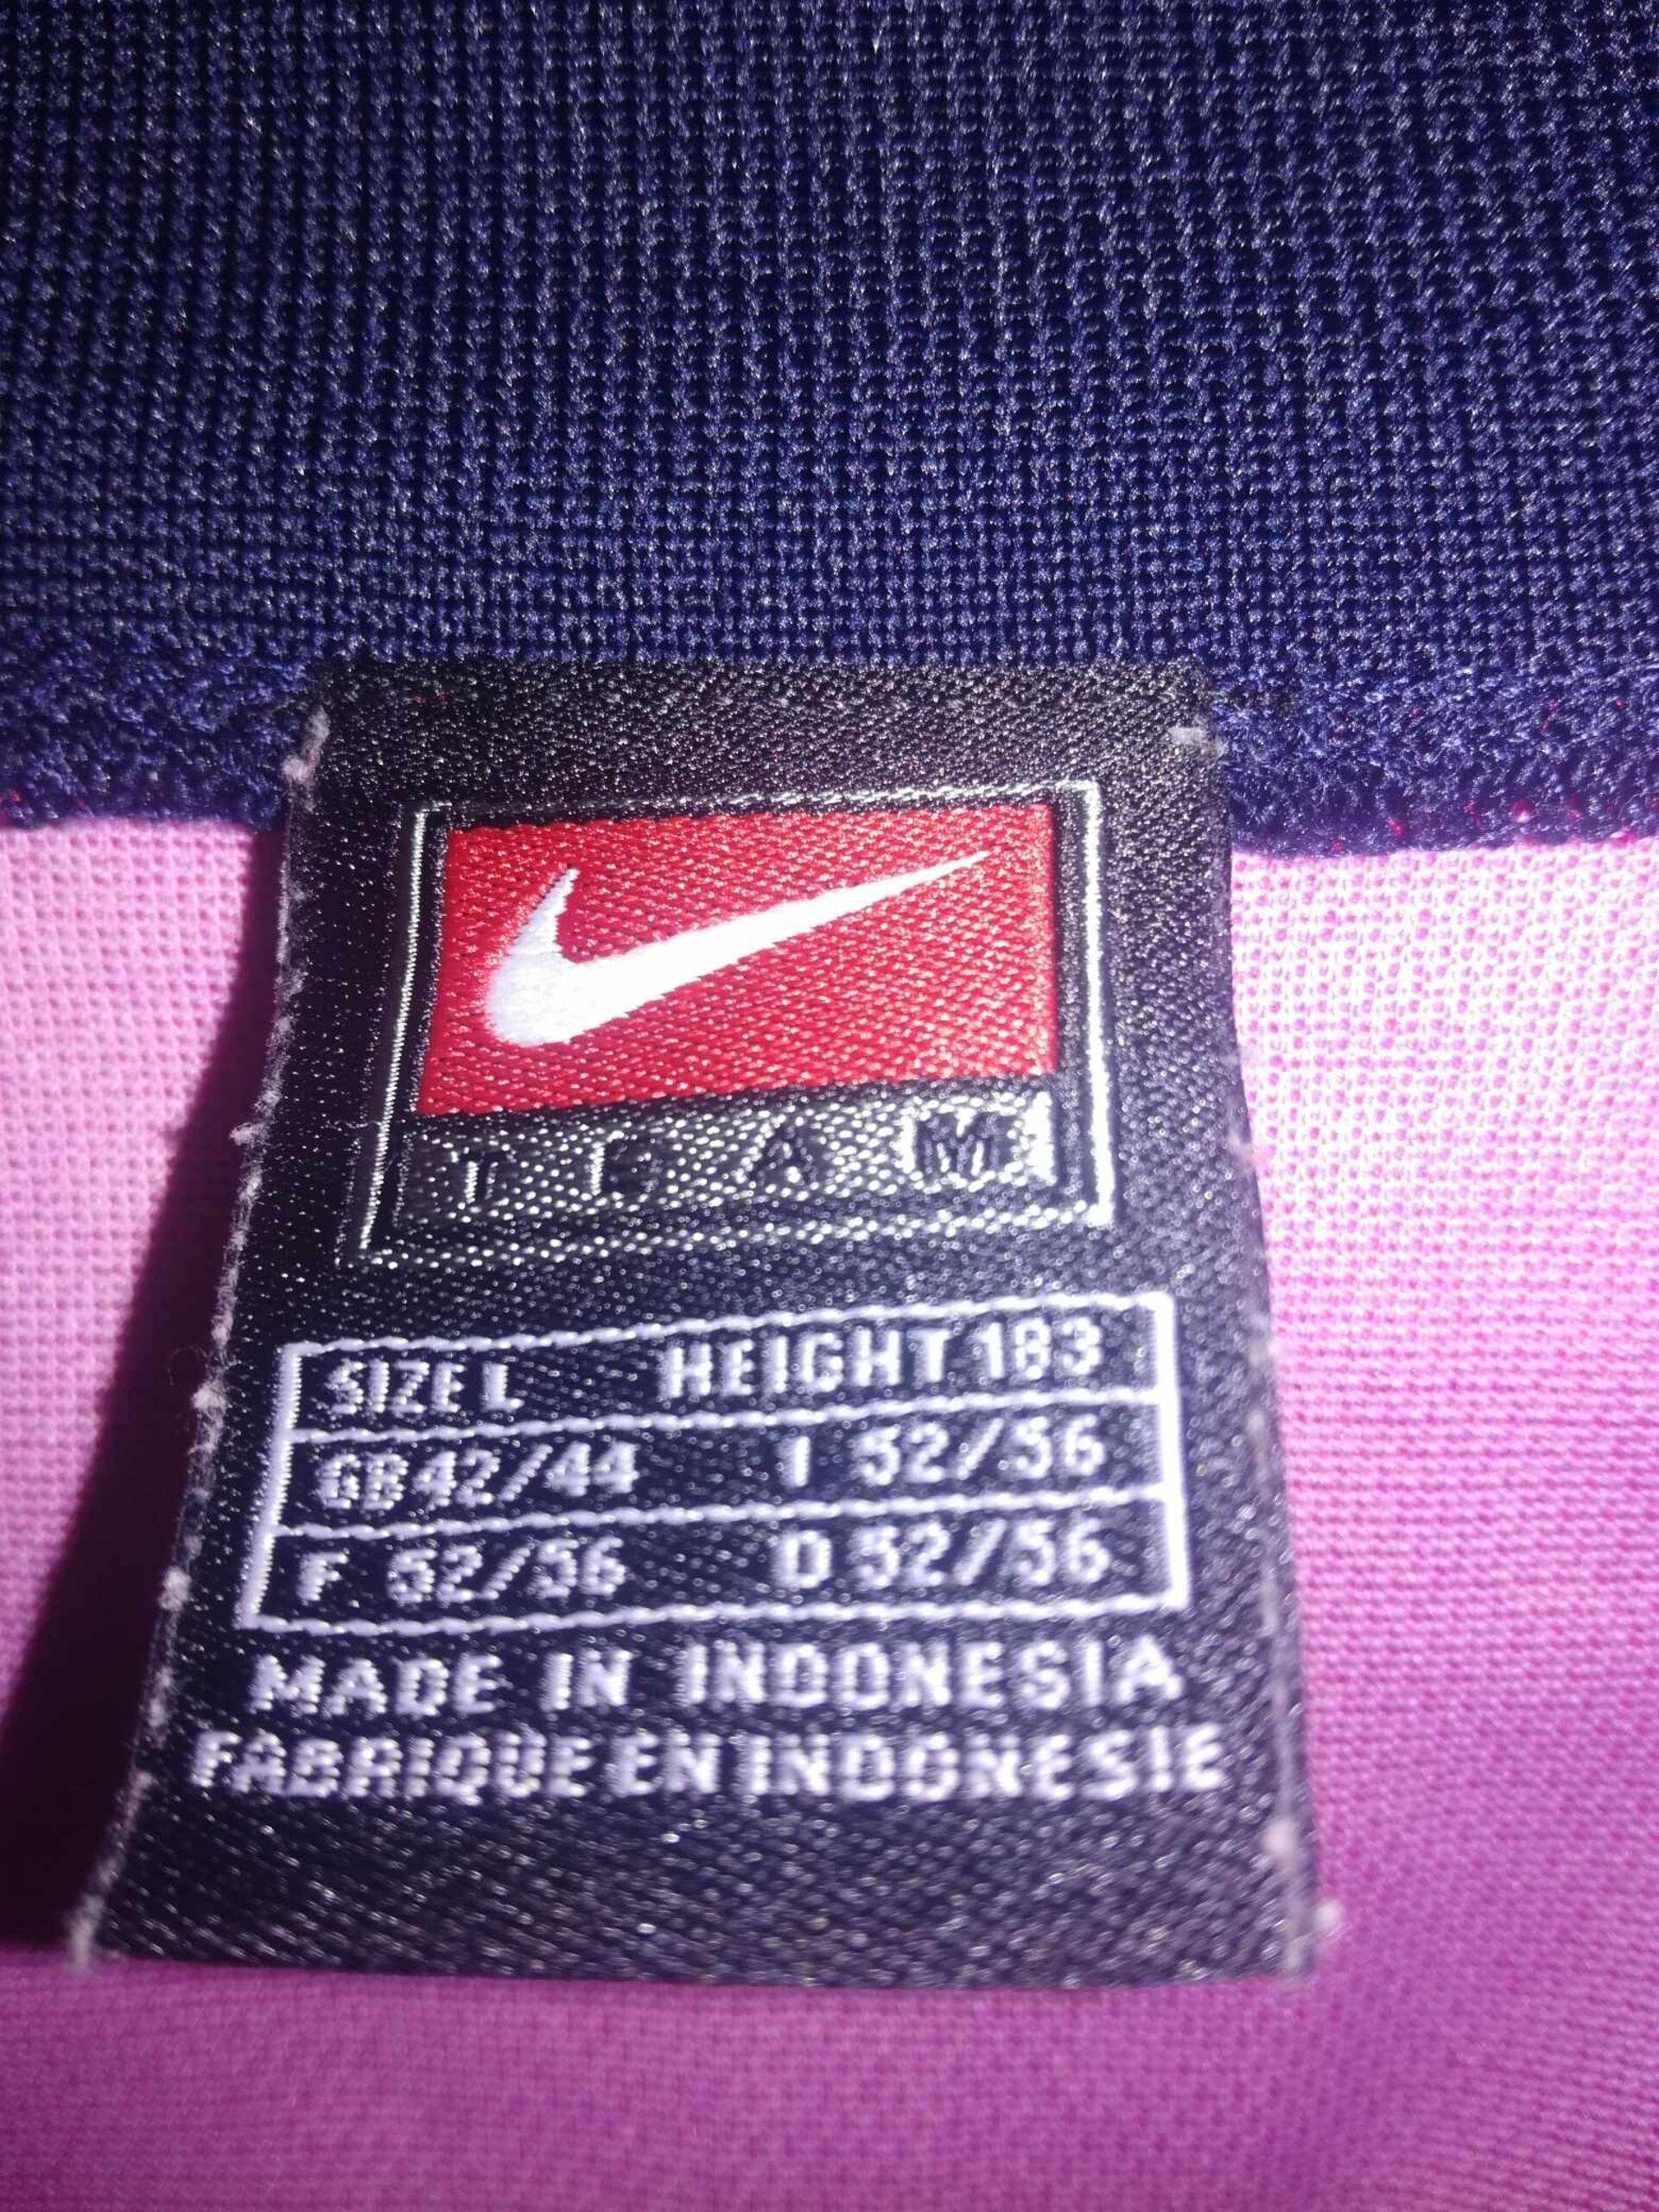 TEAM
SIZE L HEIGHT 183
GB 42/44 I 52/56
F 52/56 D 52/56
MADE IN INDONESIA
FABRIQUE EN INDONESIE